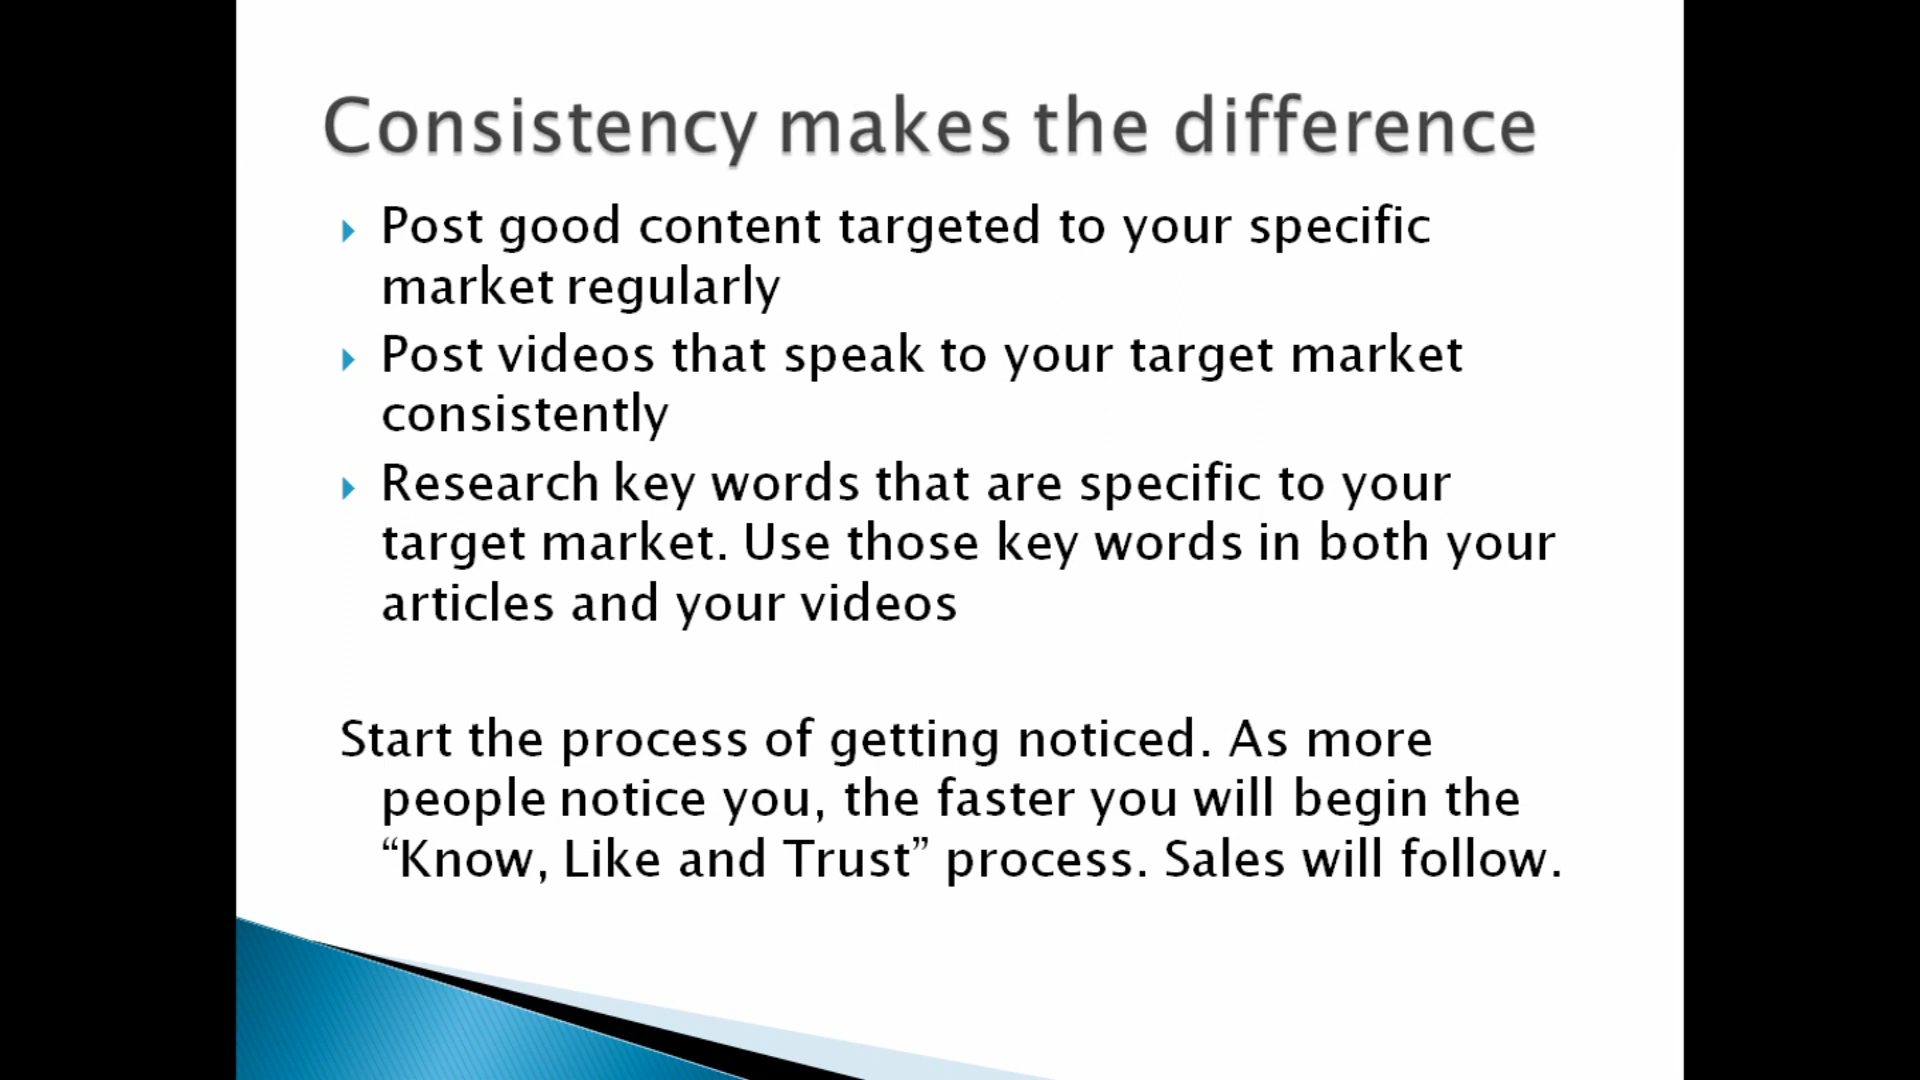 Consistency makes the difference
Post good content targeted to your specific
market regularly
Post videos that speak to your target market
consistently
Research key words that are specific to your
target market. Use those key words in both your
articles and your videos
Start the process of getting noticed. As more
people notice you, the faster you will begin the
“Know, Like and Trust” process. Sales will follow.